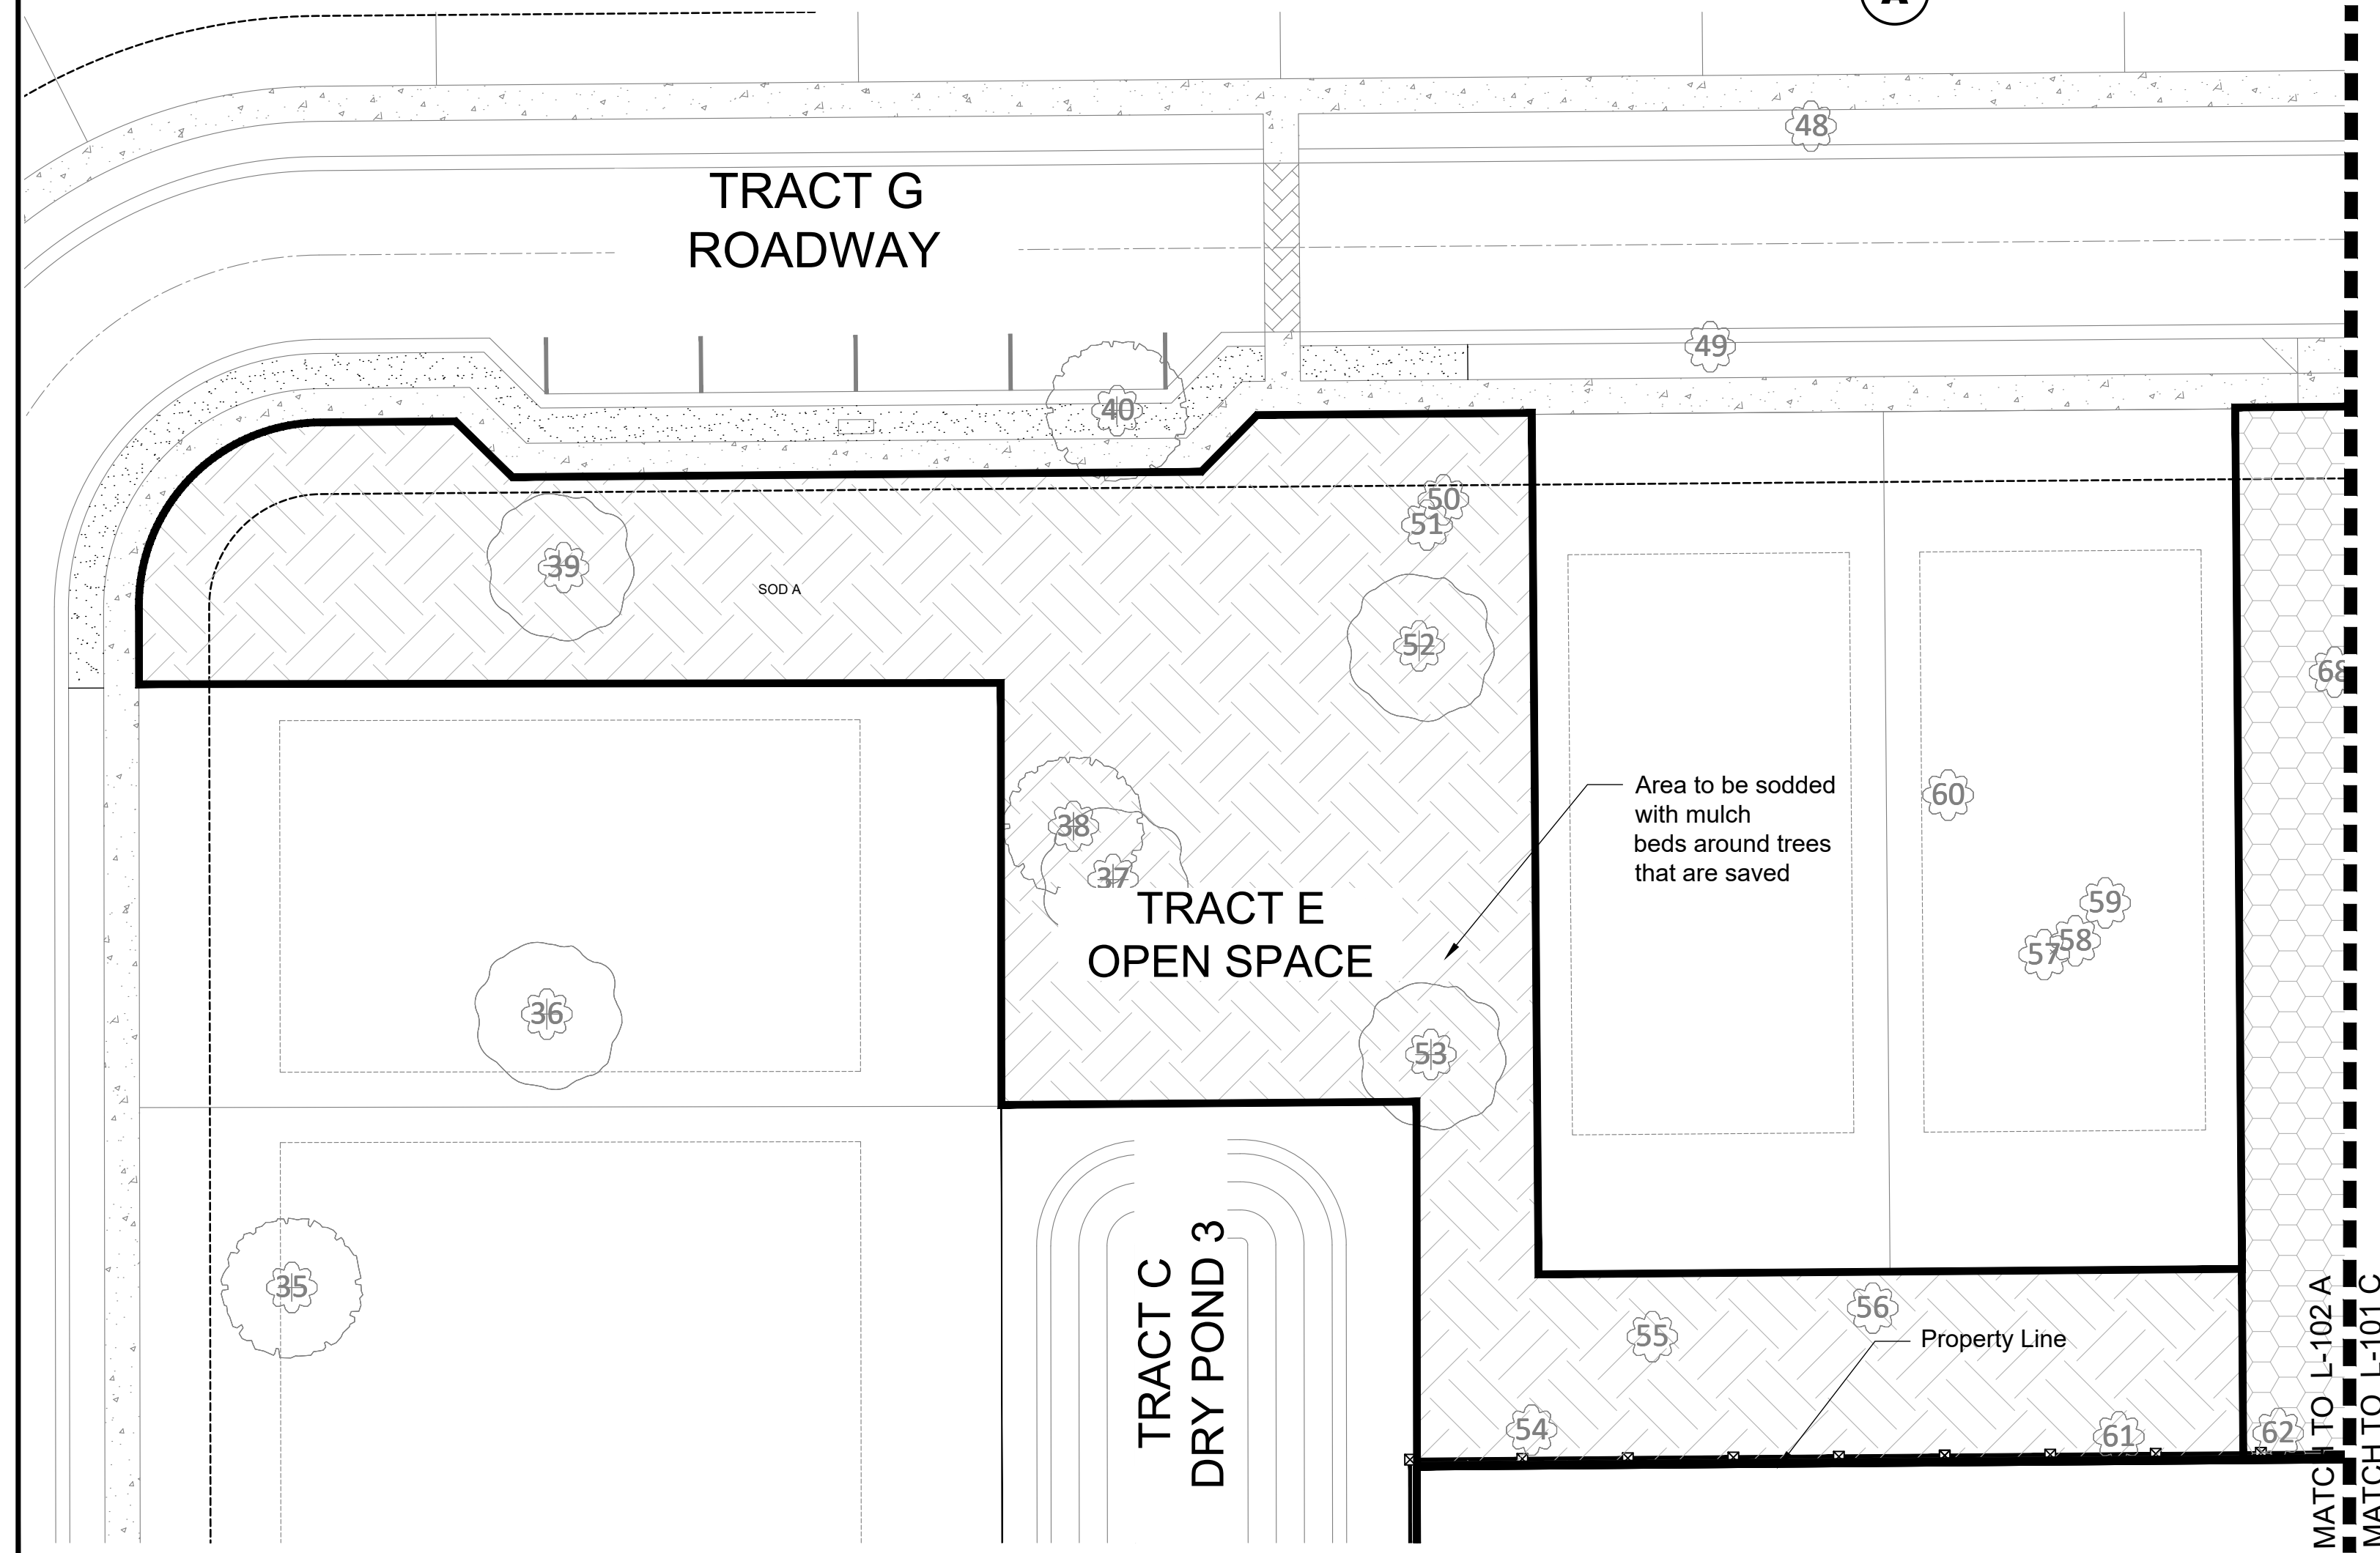 A
48
TRACT G
ROADWAY
49
40
50
51
39
SOD A
52
68
Area to be sodded
with mulch
beds around trees
that are saved
60
38
37
TRACT E
OPEN SPACE
59
58
57
36
53
35
TRACT C
DRY POND 3
56
55
Property Line
54
61
62
MATCH TO L-102 A
MATCH TO L-101 C